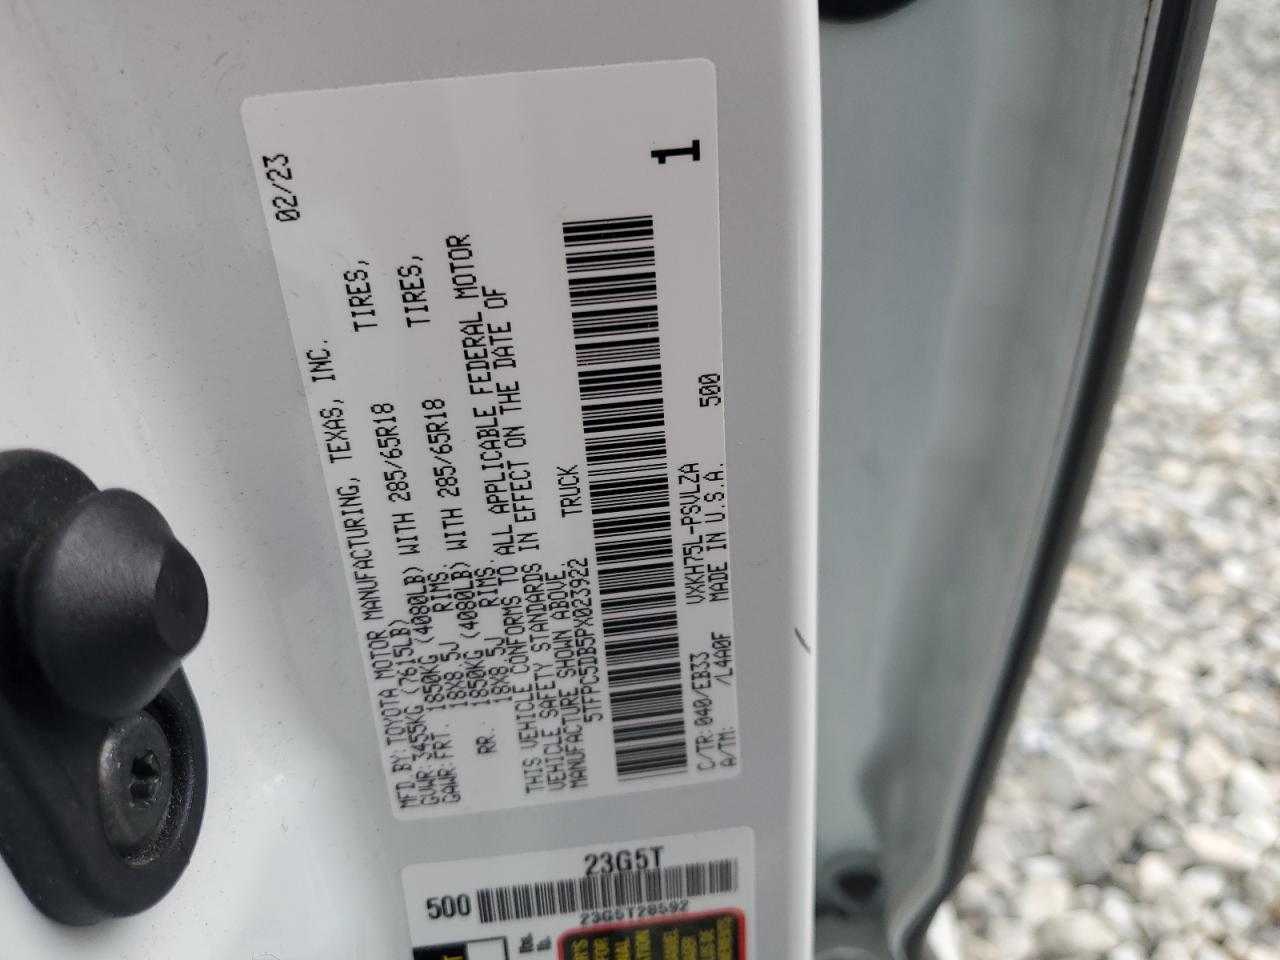 02/23
MFD.BY:TOYOTA MOTOR MANUFACTURING, TEXAS, INC.
GVWR:3455KG (7615LB)
GAWR:FRT. 1850KG (4080LB) WITH 285/65R18 TIRES,
18X8.5J RIMS.
RR. 1850KG (4080LB) WITH 285/65R18 TIRES,
18X8.5J RIMS.
THIS VEHICLE CONFORMS TO ALL APPLICABLE FEDERAL MOTOR
VEHICLE SAFETY STANDARDS IN EFFECT ON THE DATE OF
MANUFACTURE SHOWN ABOVE.
5TFPC5DB5PX023922 TRUCK
1
C/TR:040/EB33 VXKH75L-PSVLZA 500
A/TM: /L4A0F MADE IN U.S.A.
23G5T
500
23G5T28592
lbs.
lb.